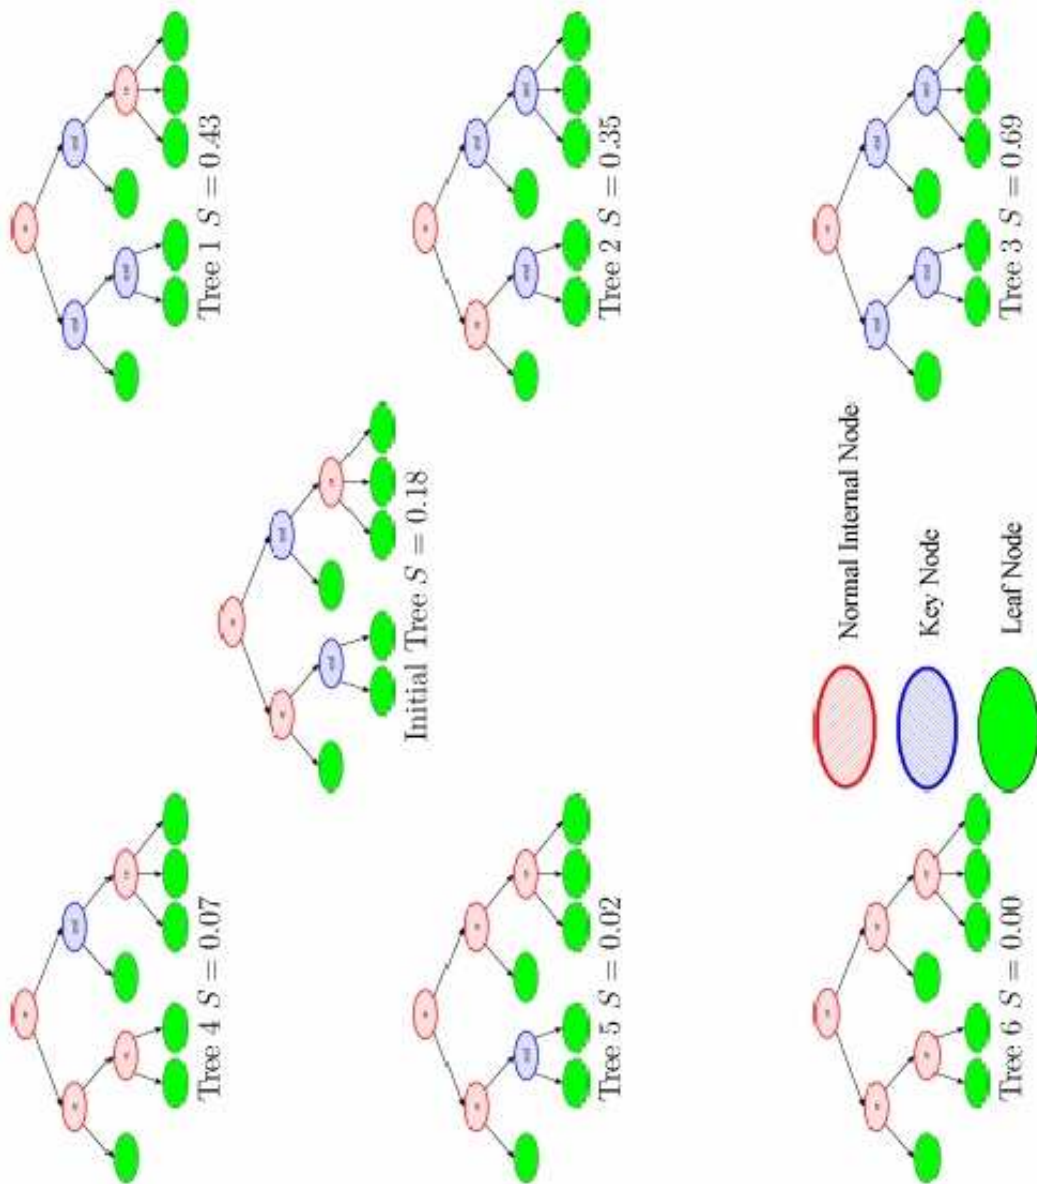 Tree 4 S = 0.07
Tree 1 S = 0.43
Initial Tree S = 0.18
Tree 5 S = 0.02
Tree 2 S = 0.35
Tree 6 S = 0.00
Tree 3 S = 0.69
Normal Internal Node
Key Node
Leaf Node